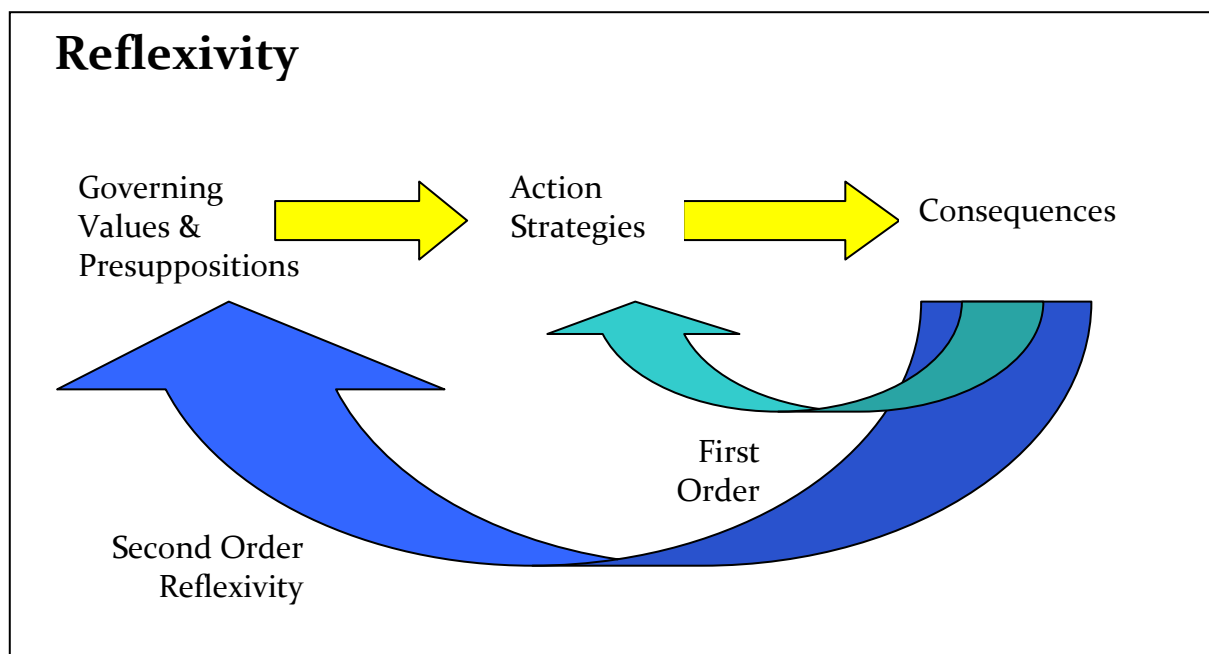 Reflexivity
Governing
Values &
Presuppositions
Action
Strategies
Consequences
First
Order
Second Order
Reflexivity